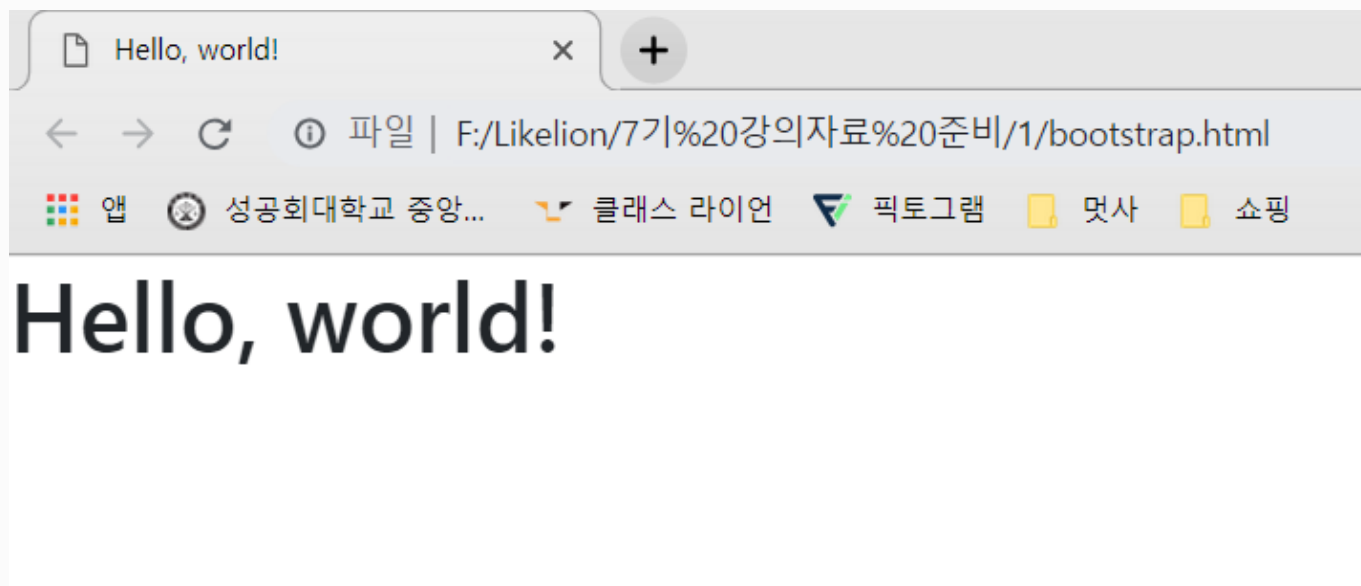 Hello, world!
파일 | F:/Likelion/7기%20강의자료%20준비/1/bootstrap.html
앱 성공회대학교 중앙... 클래스 라이언 픽토그램 멋사 쇼핑
Hello, world!